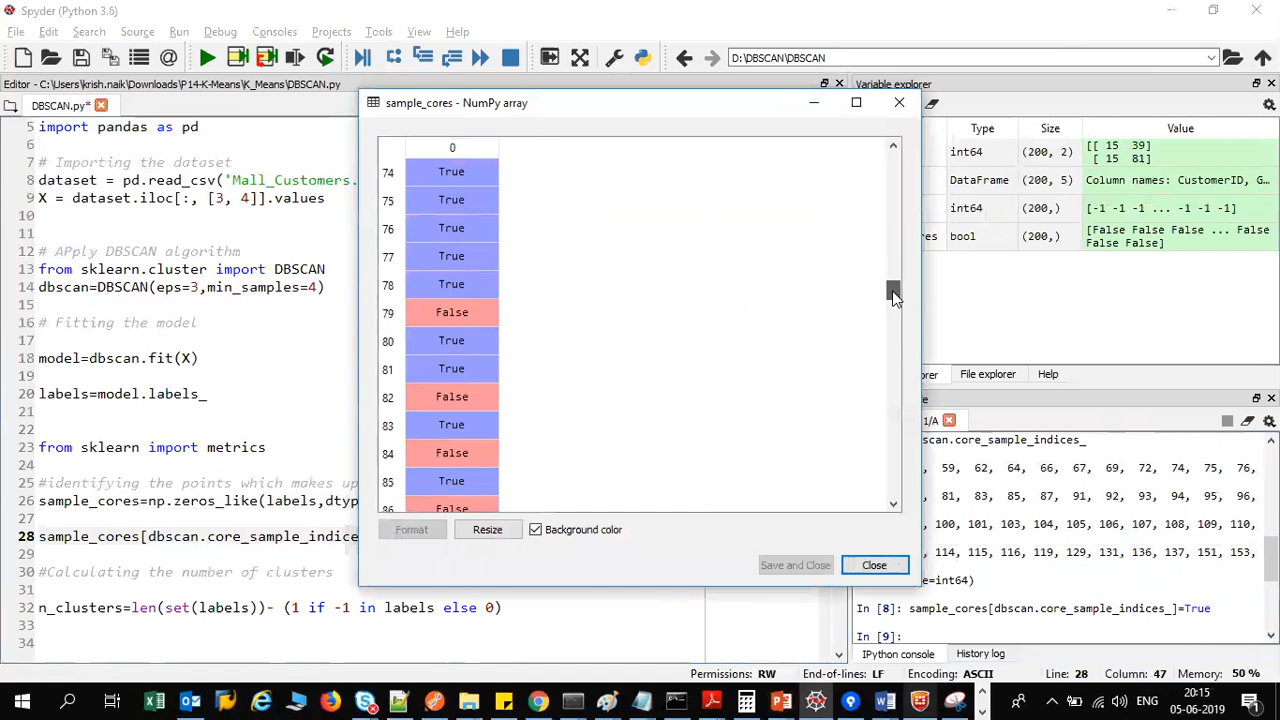 Spyder (Python 3.6)
File Edit Search Source Run Debug Consoles Projects Tools View Help
D:\DBSCAN\DBSCAN
Editor - C:\Users\krish.naik\Downloads\P14-K-Means\K_Means\DBSCAN.py
Variable explorer
DBSCAN.py*
5 import pandas as pd
6
7 # Importing the dataset
8 dataset = pd.read_csv('Mall_Customers.
9 X = dataset.iloc[:, [3, 4]].values
10
11
12 # APply DBSCAN algorithm
13 from sklearn.cluster import DBSCAN
14 dbscan=DBSCAN(eps=3,min_samples=4)
15
16 # Fitting the model
17
18 model=dbscan.fit(X)
19
20 labels=model.labels_
21
22
23 from sklearn import metrics
24
25 #identifying the points which makes up
26 sample_cores=np.zeros_like(labels,dtyp
27
28 sample_cores[dbscan.core_sample_indice
29
30 #Calculating the number of clusters
31
32 n_clusters=len(set(labels))- (1 if -1 in labels else 0)
33
34
sample_cores - NumPy array
0
74 True
75 True
76 True
77 True
78 True
79 False
80 True
81 True
82 False
83 True
84 False
85 True
86 False
Format Resize Background color
Save and Close Close
Type Size Value
int64 (200, 2) [[ 15 39]
[ 15 81]
DataFrame (200, 5) Column names: CustomerID, G...
int64 (200,) [-1 -1 -1 ... -1 -1 -1]
res bool (200,) [False False False ... False
False False]
rer File explorer Help
le
1/A
scan.core_sample_indices_
, 59, 62, 64, 66, 67, 69, 72, 74, 75, 76,
, 81, 83, 85, 87, 91, 92, 93, 94, 96, 97,
, 100, 101, 103, 104, 106, 108, 109, 110,
, 114, 115, 116, 119, 129, 131, 136, 137, 151, 153,
e=int64)
In [8]: sample_cores[dbscan.core_sample_indices_]=True
In [9]:
IPython console History log
Permissions: RW End-of-lines: LF Encoding: ASCII Line: 28 Column: 47 Memory: 50 %
ENG
20:15
05-06-2019